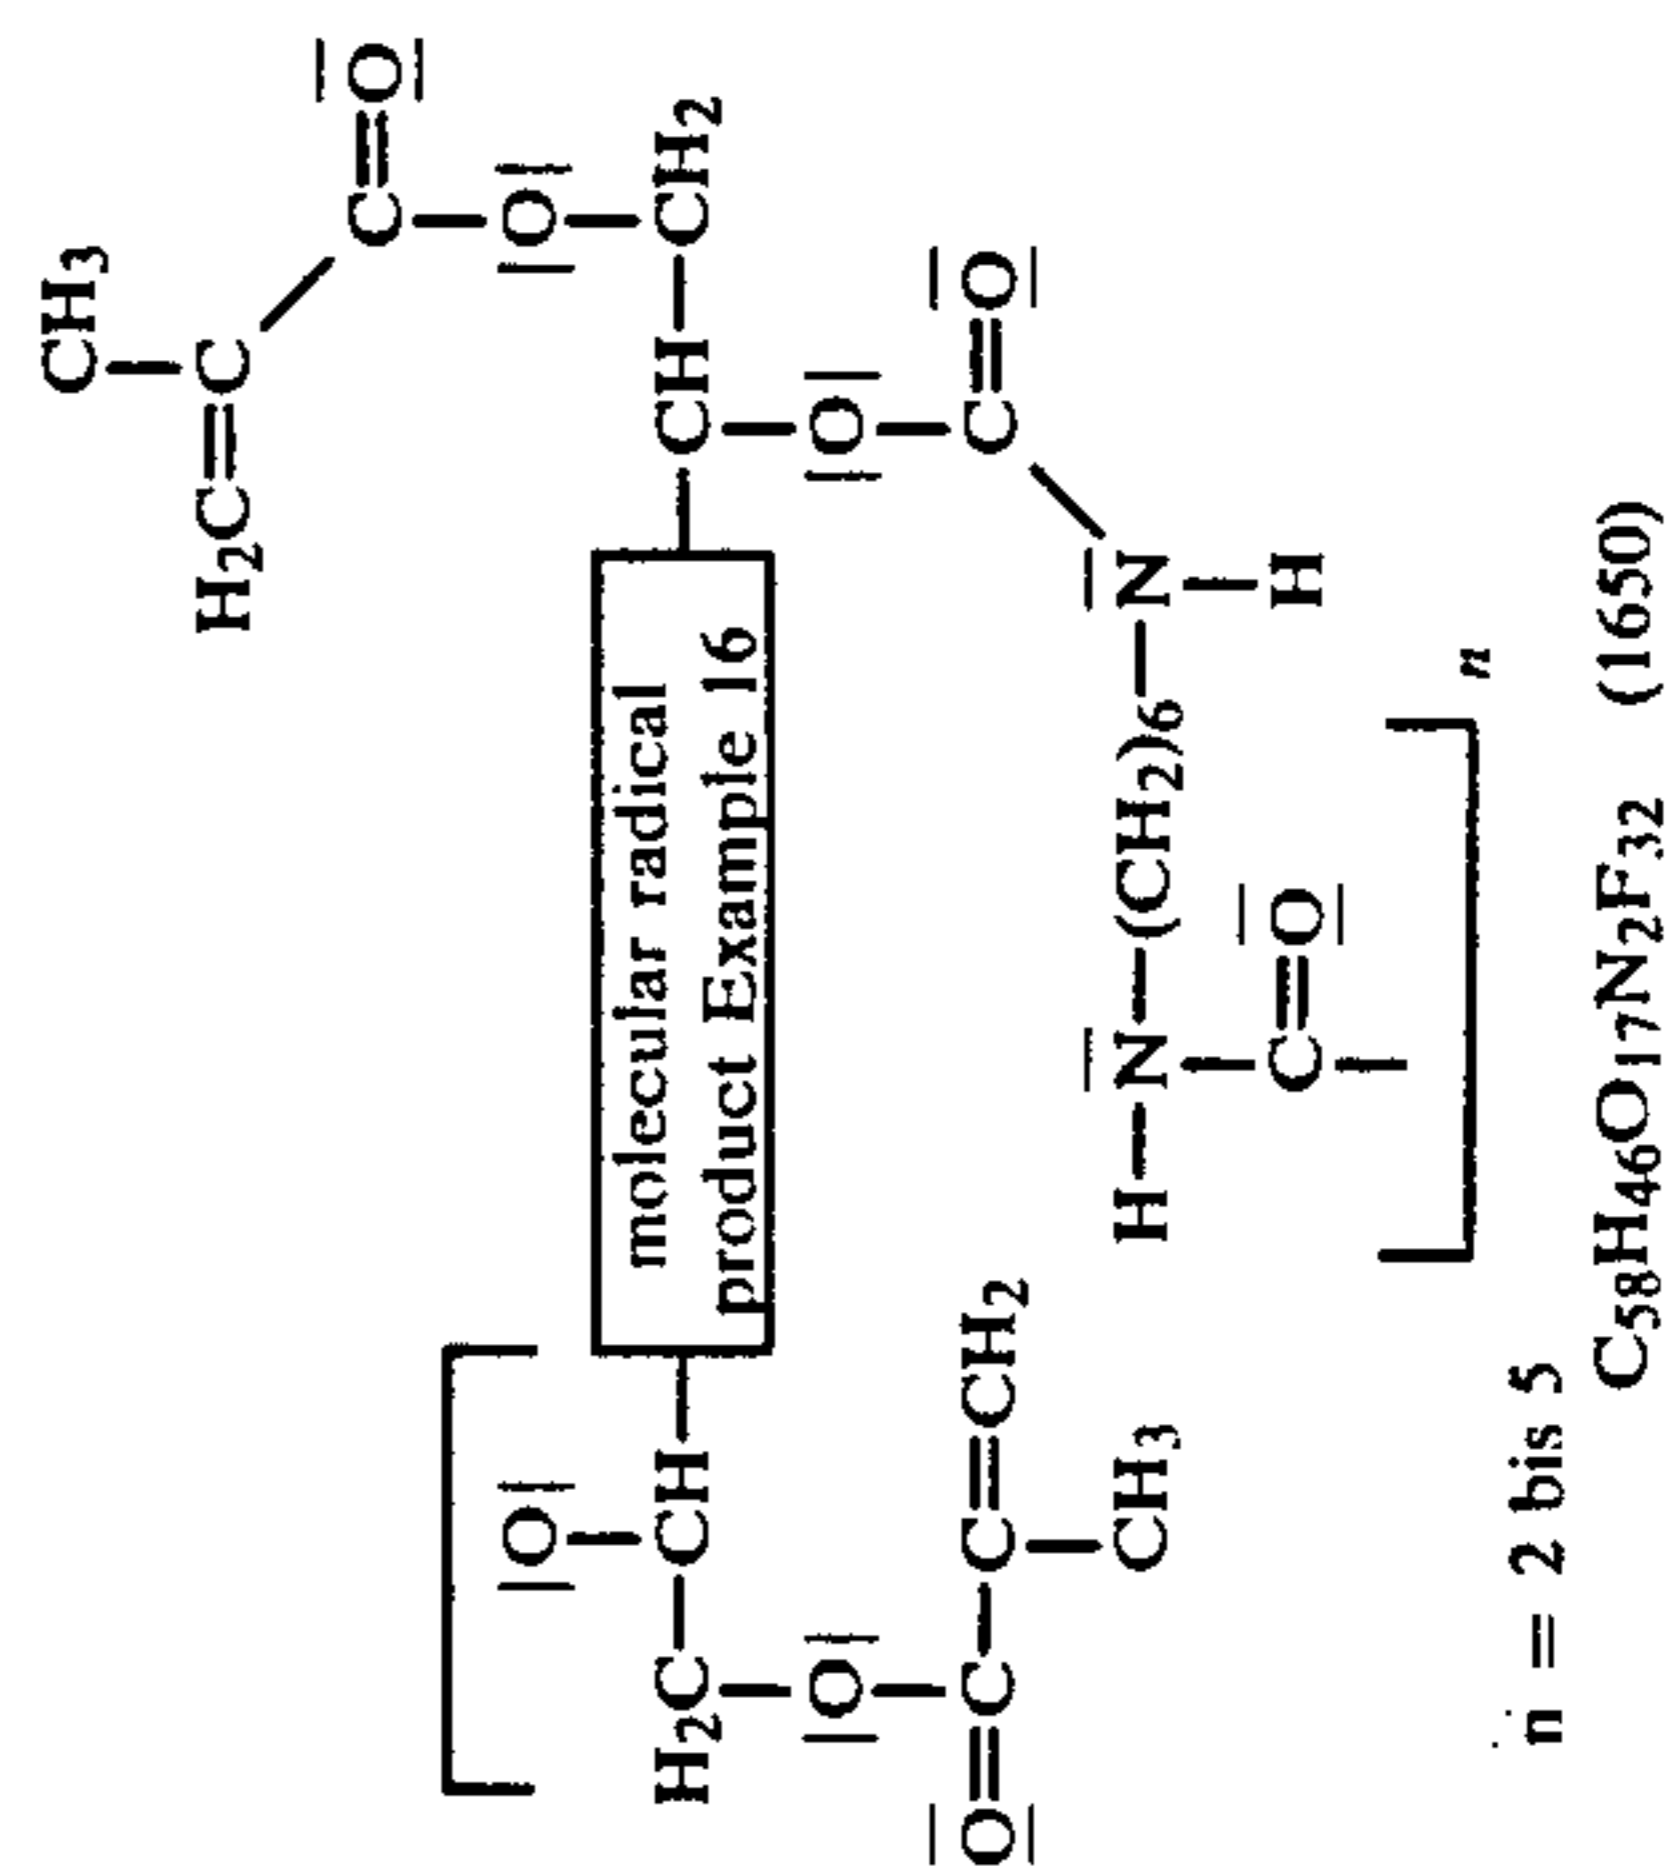 CH₃
H₂C=C
C=O
O O
H₂C—CH— —CH—CH₂
molecular radical
product Example 16
O O
O=C—C=CH₂ C=O
CH₃ H—N—(CH₂)₆—N
C=O H
n
n = 2 bis 5
C₅₈H₄₆O₁₇N₂F₃₂ (1650)